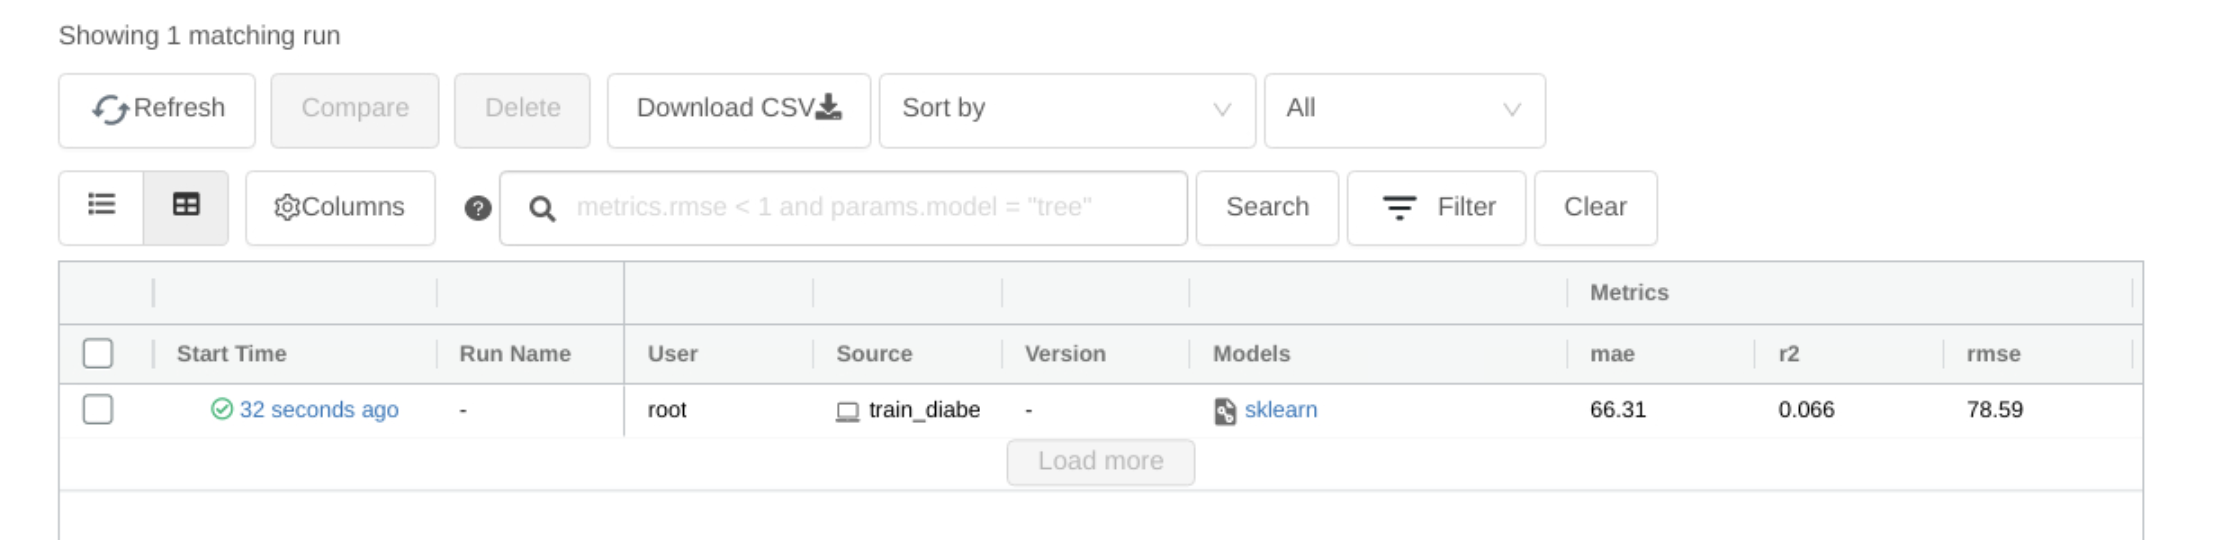 Showing 1 matching run
Refresh Compare Delete Download CSV Sort by All
Columns ? metrics.rmse < 1 and params.model = "tree" Search Filter Clear
Metrics
Start Time Run Name User Source Version Models mae r2 rmse
32 seconds ago - root train_diabe - sklearn 66.31 0.066 78.59
Load more